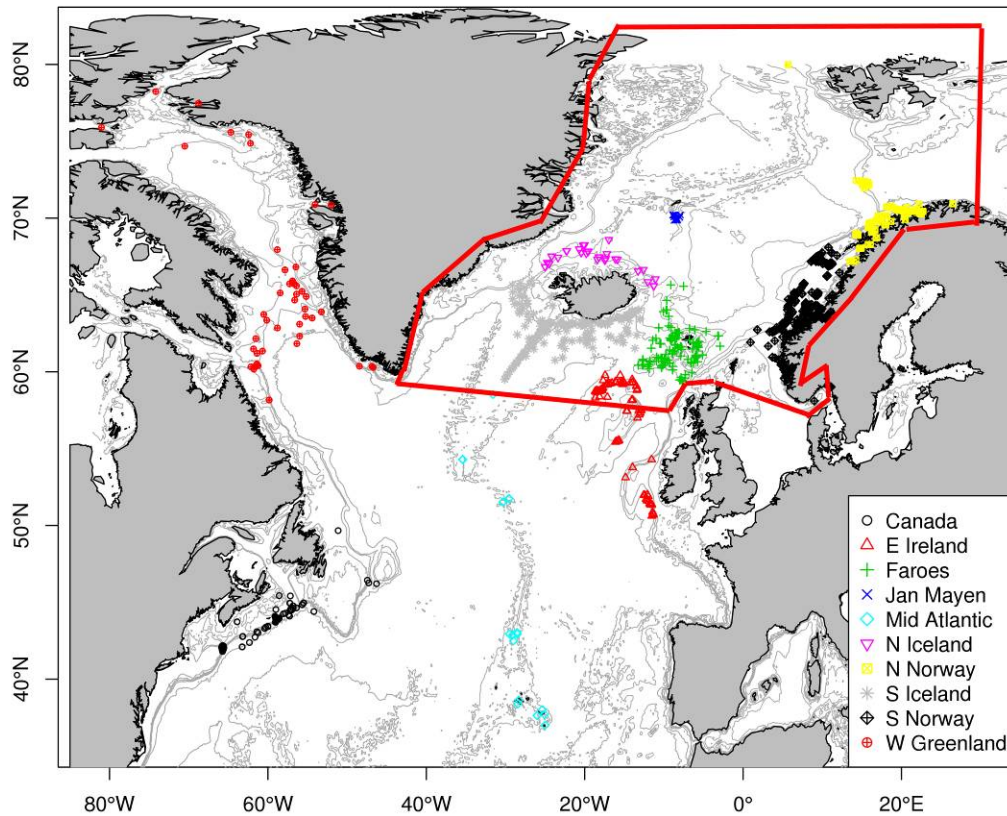 80°N
70°N
60°N
50°N
40°N
Canada
E Ireland
Faroes
Jan Mayen
Mid Atlantic
N Iceland
N Norway
S Iceland
S Norway
W Greenland
80°W
60°W
40°W
20°W
0°
20°E